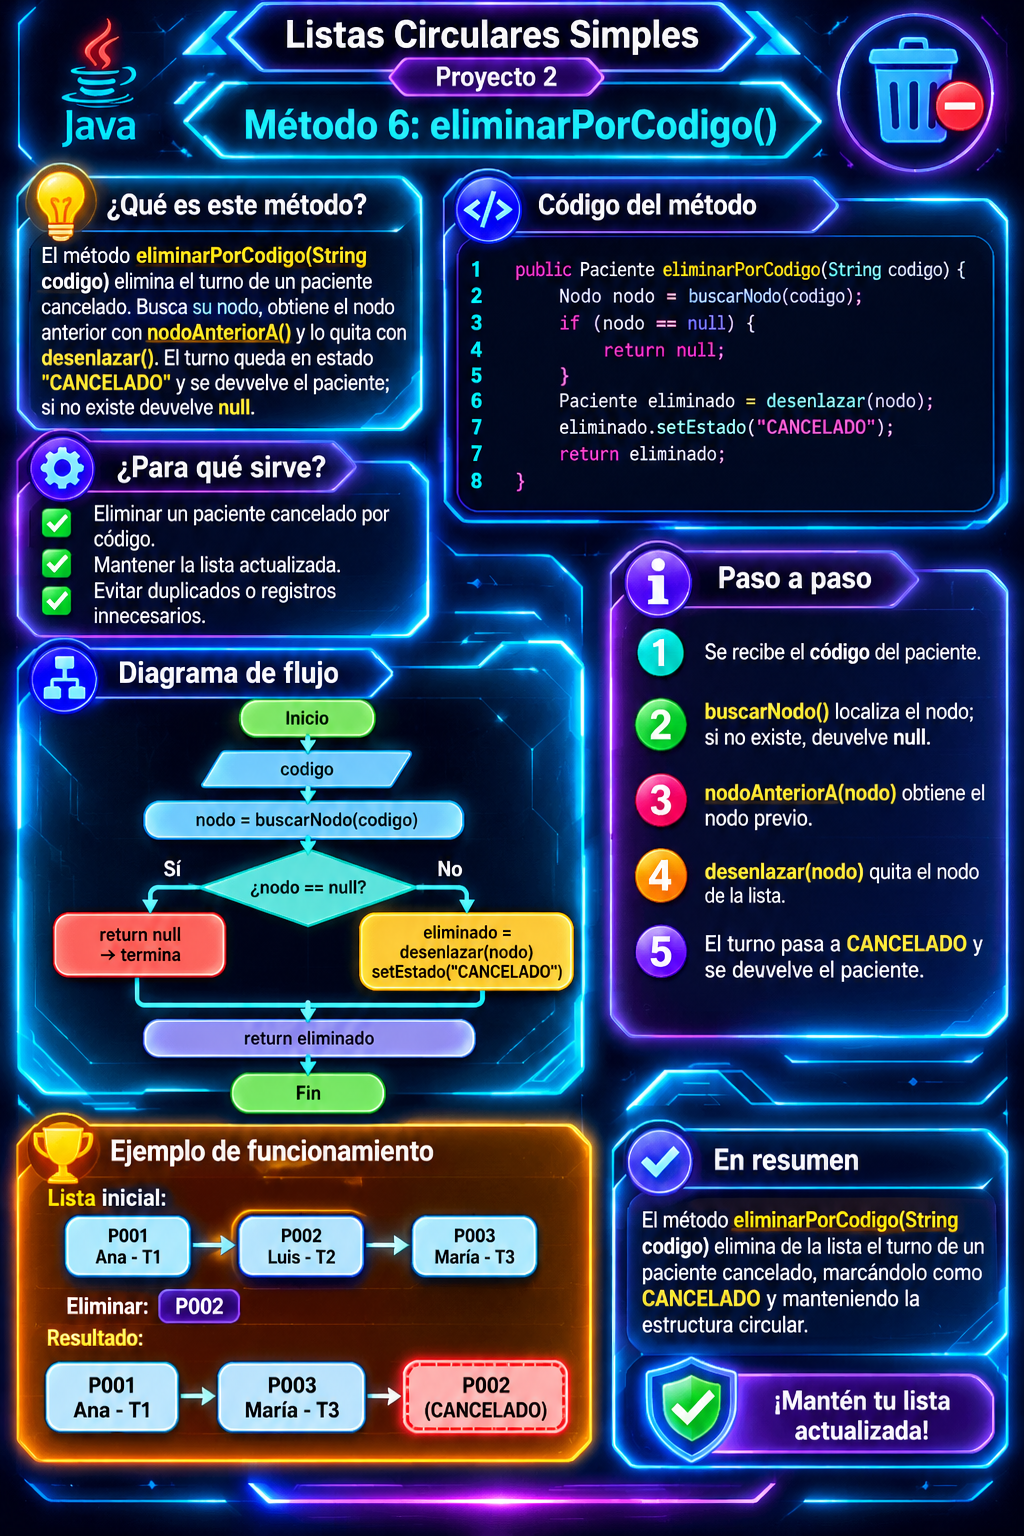 Java
Listas Circulares Simples
Proyecto 2
Método 6: eliminarPorCodigo()
¿Qué es este método?
El método eliminarPorCodigo(String
codigo) elimina el turno de un paciente
cancelado. Busca su nodo, obtiene el nodo
anterior con nodoAnteriorA() y lo quita con
desenlazar(). El turno queda en estado
"CANCELADO" y se devvelve el paciente;
si no existe devvelve null.
</> Código del método
1 public Paciente eliminarPorCodigo(String codigo) {
2 Nodo nodo = buscarNodo(codigo);
3 if (nodo == null) {
4 return null;
5 }
6 Paciente eliminado = desenlazar(nodo);
7 eliminado.setEstado("CANCELADO");
7 return eliminado;
8 }
¿Para qué sirve?
Eliminar un paciente cancelado por
código.
Mantener la lista actualizada.
Evitar duplicados o registros
innecesarios.
Paso a paso
1 Se recibe el código del paciente.
2 buscarNodo() localiza el nodo;
si no existe, deuvelve null.
3 nodoAnteriorA(nodo) obtiene el
nodo previo.
4 desenlazar(nodo) quita el nodo
de la lista.
5 El turno pasa a CANCELADO y
se devvelve el paciente.
Diagrama de flujo
Inicio
codigo
nodo = buscarNodo(codigo)
¿nodo == null?
Sí
No
return null
→ termina
eliminado =
desenlazar(nodo)
setEstado("CANCELADO")
return eliminado
Fin
Ejemplo de funcionamiento
Lista inicial:
P001
Ana - T1
P002
Luis - T2
P003
María - T3
Eliminar: P002
Resultado:
P001
Ana - T1
P003
María - T3
P002
(CANCELADO)
En resumen
El método eliminarPorCodigo(String
codigo) elimina de la lista el turno de un
paciente cancelado, marcándolo como
CANCELADO y manteniendo la
estructura circular.
¡Mantén tu lista
actualizada!